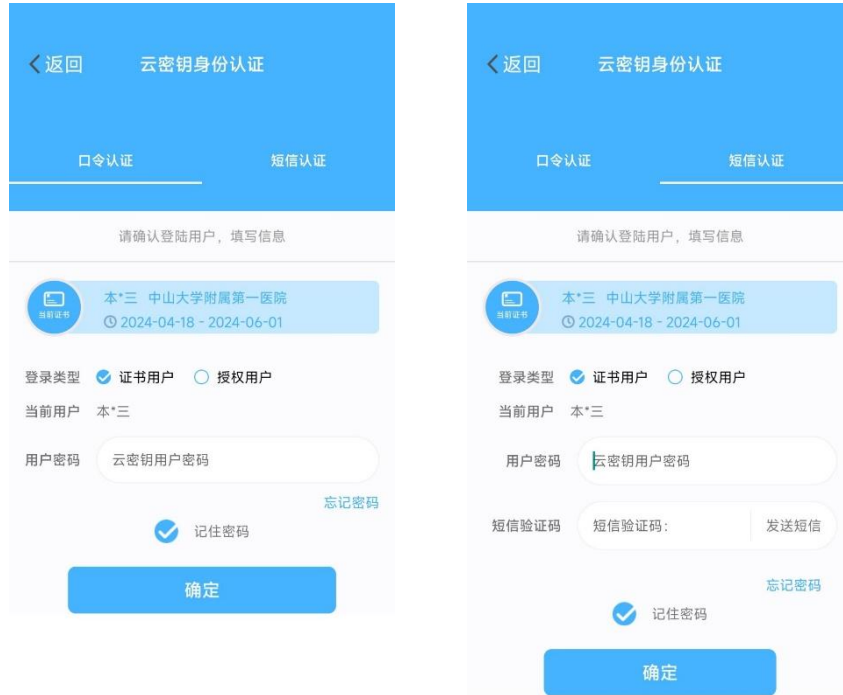 返回 云密钥身份认证
口令认证 短信认证
请确认登陆用户，填写信息
当前证书
本*三 中山大学附属第一医院
2024-04-18 - 2024-06-01
登录类型 证书用户 授权用户
当前用户 本*三
用户密码 云密钥用户密码
忘记密码
记住密码
确定
返回 云密钥身份认证
口令认证 短信认证
请确认登陆用户，填写信息
当前证书
本*三 中山大学附属第一医院
2024-04-18 - 2024-06-01
登录类型 证书用户 授权用户
当前用户 本*三
用户密码 云密钥用户密码
短信验证码 短信验证码： 发送短信
忘记密码
记住密码
确定